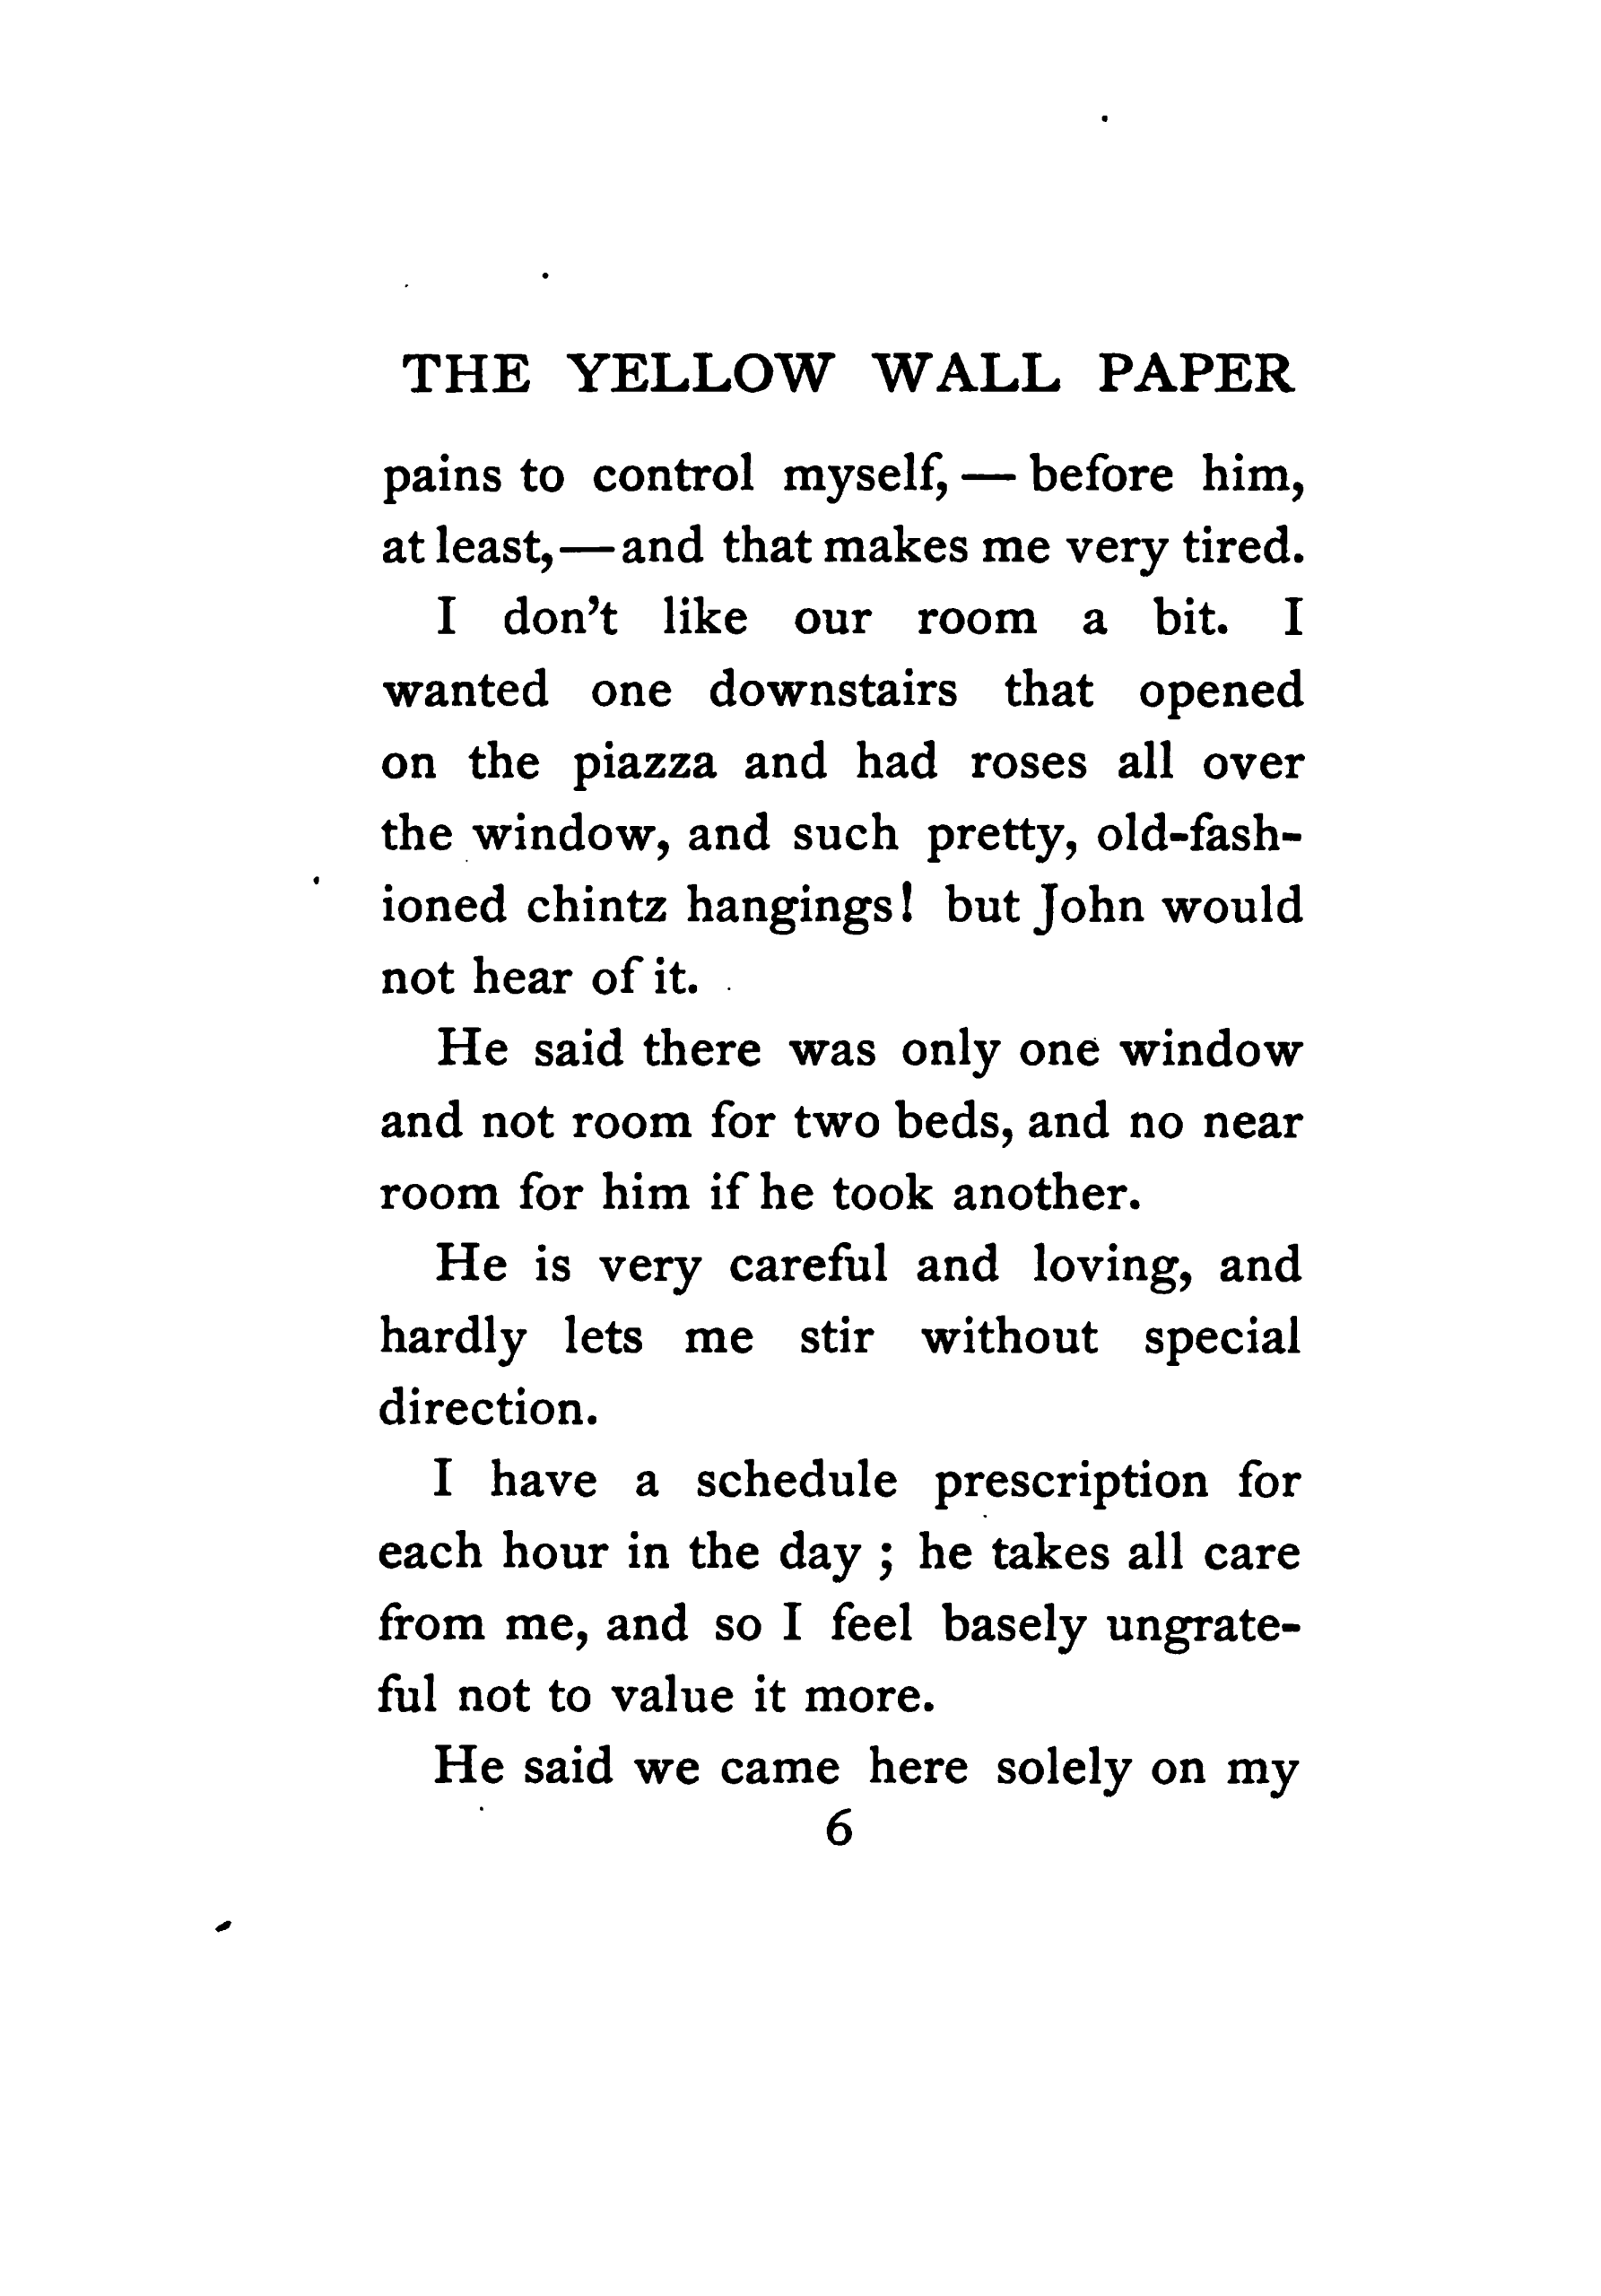 THE YELLOW WALL PAPER
pains to control myself, — before him,
at least,—and that makes me very tired.
I don't like our room a bit. I
wanted one downstairs that opened
on the piazza and had roses all over
the window, and such pretty, old-fash-
ioned chintz hangings! but John would
not hear of it.
He said there was only one window
and not room for two beds, and no near
room for him if he took another.
He is very careful and loving, and
hardly lets me stir without special
direction.
I have a schedule prescription for
each hour in the day ; he takes all care
from me, and so I feel basely ungrate-
ful not to value it more.
He said we came here solely on my
6